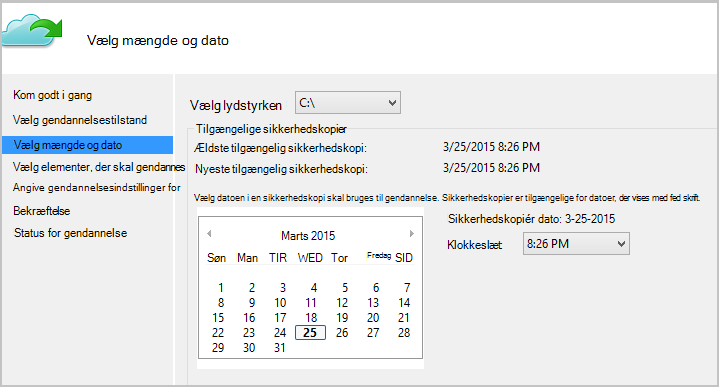 Vælg mængde og dato
Kom godt i gang
Vælg gendannelsestilstand
Vælg mængde og dato
Vælg elementer, der skal gendannes
Angive gendannelsesindstillinger for
Bekræftelse
Status for gendannelse
Vælg lydstyrken C:\
Tilgængelige sikkerhedskopier
Ældste tilgængelig sikkerhedskopi: 3/25/2015 8:26 PM
Nyeste tilgængelig sikkerhedskopi: 3/25/2015 8:26 PM
Vælg datoen i en sikkerhedskopi skal bruges til gendannelse. Sikkerhedskopier er tilgængelige for datoer, der vises med fed skrift.
Marts 2015
Søn Man TIR WED Tor Fredag SID
1 2 3 4 5 6 7
8 9 10 11 12 13 14
15 16 17 18 19 20 21
22 23 24 25 26 27 28
29 30 31
Sikkerhedskopiér dato: 3-25-2015
Klokkeslæt: 8:26 PM